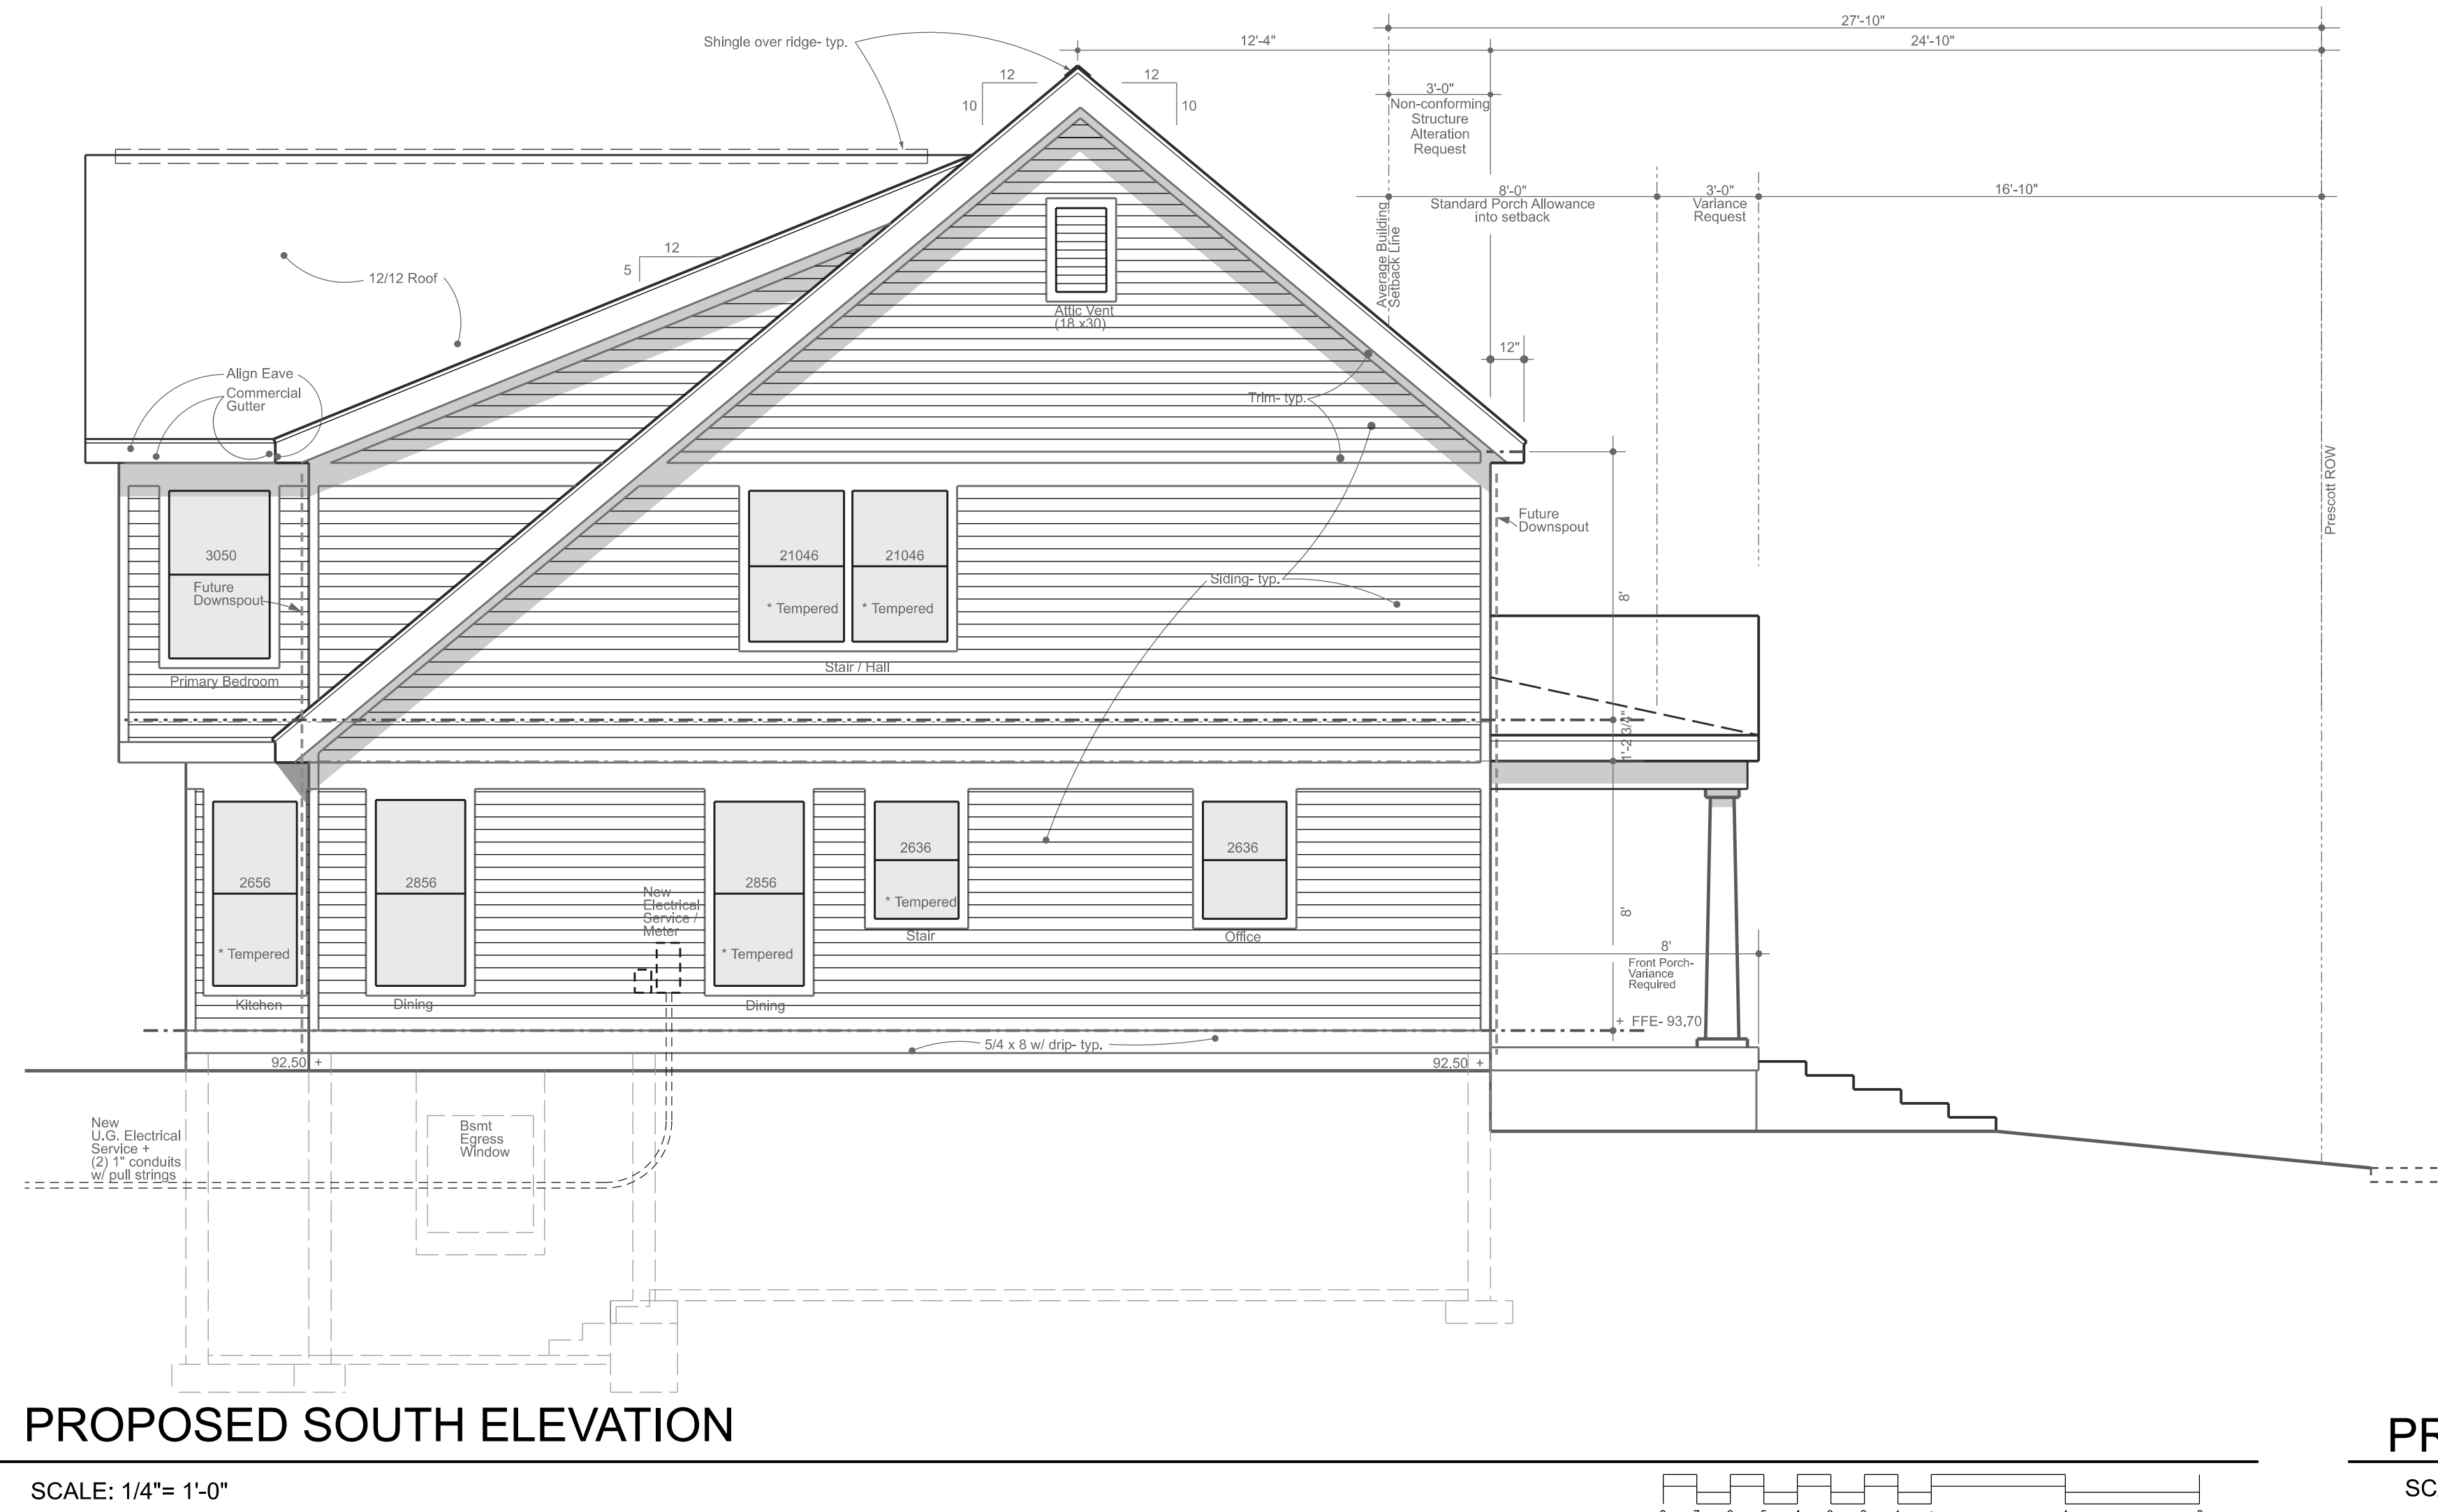 27'-10"
Shingle over ridge- typ.
12'-4"
24'-10"
12
12
10
10
3'-0"
Non-conforming
Structure
Alteration
Request
8'-0"
Standard Porch Allowance
into setback
3'-0"
Variance
Request
16'-10"
Average Building
Setback Line
12
5
12/12 Roof
Attic Vent
(18 x30)
12"
Align Eave
Commercial
Gutter
Trim- typ.
Prescott ROW
Future
Downspout
3050
Future
Downspout
21046
21046
* Tempered
* Tempered
Siding- typ.
8'
Stair / Hall
Primary Bedroom
1'-2 3/4"
2656
2856
New
Electrical
Service /
Meter
2856
2636
2636
* Tempered
8'
Stair
Office
* Tempered
* Tempered
8'
Front Porch-
Variance
Required
Kitchen
Dining
Dining
+ FFE- 93.70
5/4 x 8 w/ drip- typ.
92.50 +
92.50 +
New
U.G. Electrical
Service +
(2) 1" conduits
w/ pull strings
Bsmt
Egress
Window
PROPOSED SOUTH ELEVATION
SCALE: 1/4"= 1'-0"
PR
SC